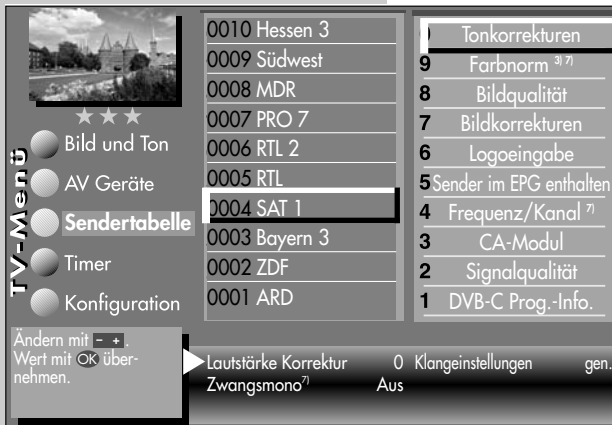 TV-Menü
Bild und Ton
AV Geräte
Sendertabelle
Timer
Konfiguration
0010 Hessen 3
0009 Südwest
0008 MDR
0007 PRO 7
0006 RTL 2
0005 RTL
0004 SAT 1
0003 Bayern 3
0002 ZDF
0001 ARD
Tonkorrekturen
9 Farbnorm 3) 7)
8 Bildqualität
7 Bildkorrekturen
6 Logoeingabe
5 Sender im EPG enthalten
4 Frequenz/Kanal 7)
3 CA-Modul
2 Signalqualität
1 DVB-C Prog.-Info.
Ändern mit - + .
Wert mit OK über-
nehmen.
Lautstärke Korrektur 0 Klangeinstellungen gen.
Zwangsmono7) Aus